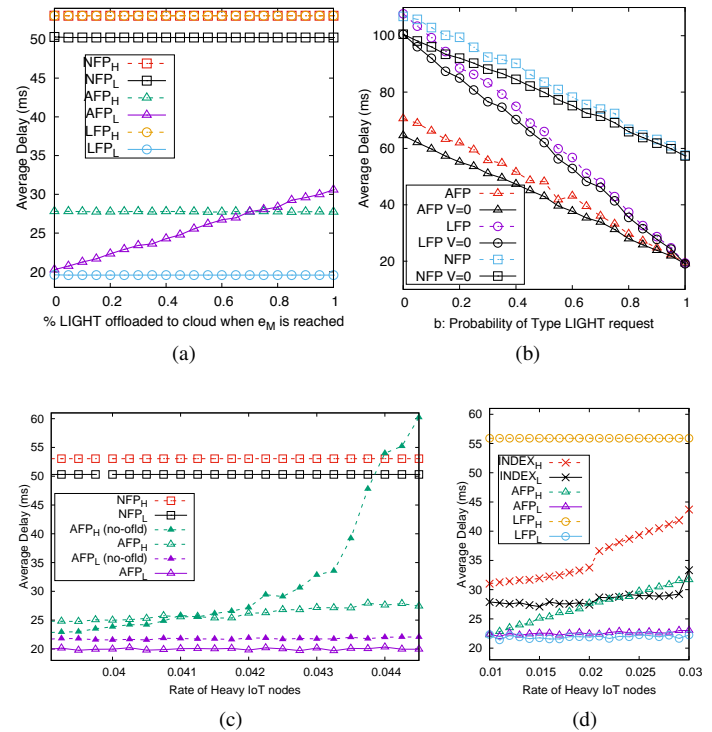 50
40
30
20
60
0
0.2
0.4
0.6
0.8
1
Average Delay (ms)
% LIGHT offloaded to cloud when e_M is reached
NFP_H
NFP_L
AFP_H
AFP_L
LFP_H
LFP_L
(a)
100
80
60
40
20
0
0.2
0.4
0.6
0.8
1
Average Delay (ms)
b: Probability of Type LIGHT request
AFP
AFP V=0
LFP
LFP V=0
NFP
NFP V=0
(b)
60
55
50
45
40
35
30
25
20
0.04
0.041
0.042
0.043
0.044
Average Delay (ms)
Rate of Heavy IoT nodes
NFP_H
NFP_L
AFP_H (no-ofld)
AFP_H
AFP_L (no-ofld)
AFP_L
(c)
60
55
50
45
40
35
30
25
20
0.01
0.015
0.02
0.025
0.03
Average Delay (ms)
Rate of Heavy IoT nodes
INDEX_H
INDEX_L
AFP_H
AFP_L
LFP_H
LFP_L
(d)